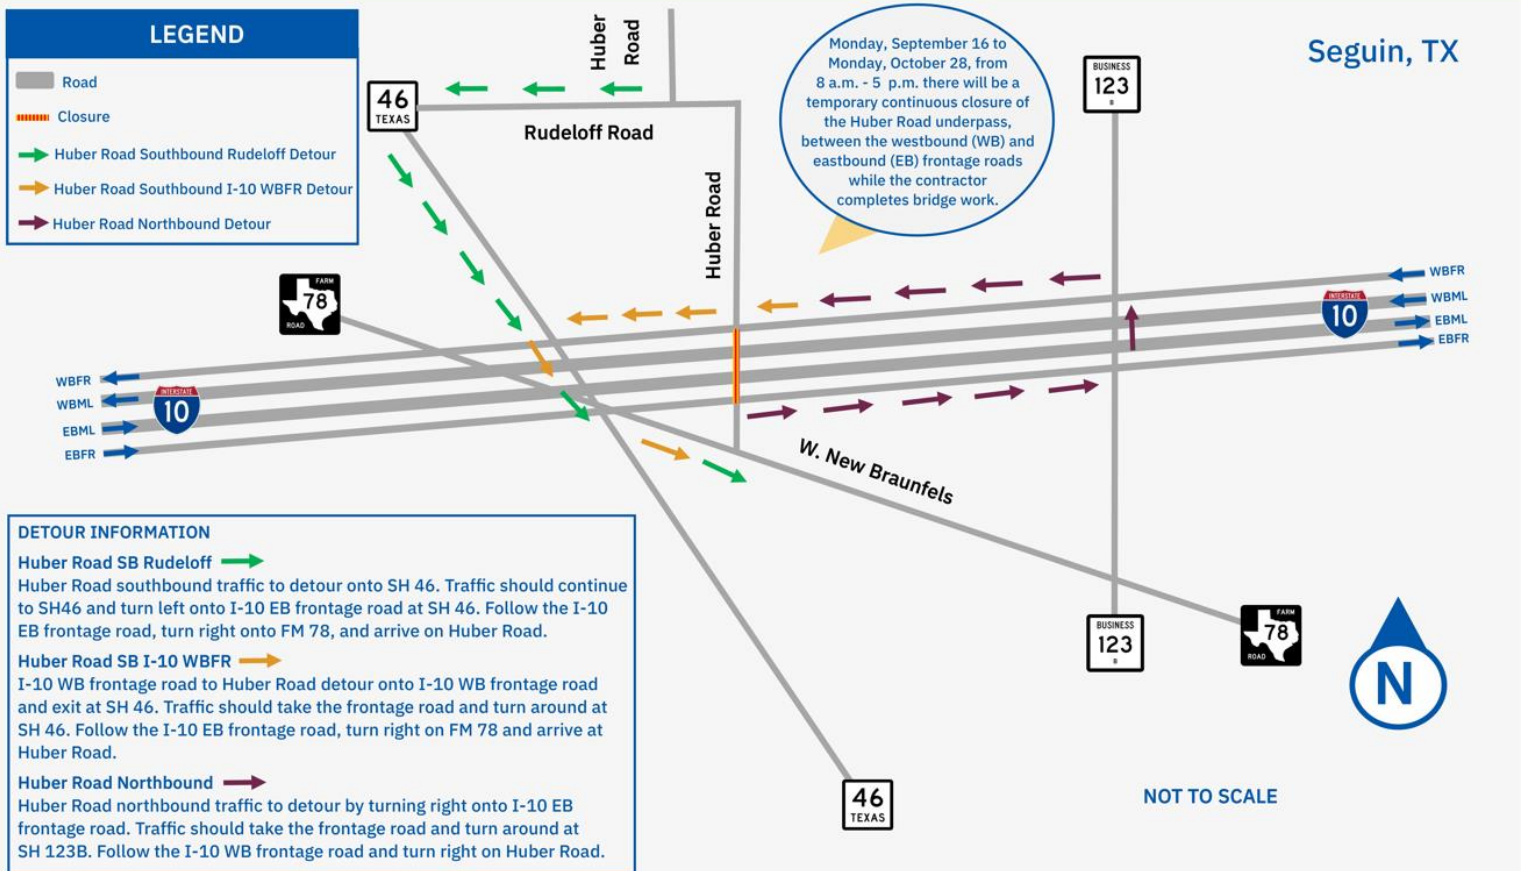 LEGEND
Road
Closure
Huber Road Southbound Rudeloff Detour
Huber Road Southbound I-10 WBFR Detour
Huber Road Northbound Detour
Huber
Road
46
TEXAS
Rudeloff Road
Huber Road
Monday, September 16 to
Monday, October 28, from
8 a.m. - 5 p.m. there will be a
temporary continuous closure of
the Huber Road underpass,
between the westbound (WB) and
eastbound (EB) frontage roads
while the contractor
completes bridge work.
BUSINESS
123
B
Seguin, TX
FARM
78
ROAD
WBFR
WBML
EBML
EBFR
INTERSTATE
10
WBFR
WBML
EBML
EBFR
INTERSTATE
10
W. New Braunfels
DETOUR INFORMATION
Huber Road SB Rudeloff
Huber Road southbound traffic to detour onto SH 46. Traffic should continue
to SH46 and turn left onto I-10 EB frontage road at SH 46. Follow the I-10
EB frontage road, turn right onto FM 78, and arrive on Huber Road.
Huber Road SB I-10 WBFR
I-10 WB frontage road to Huber Road detour onto I-10 WB frontage road
and exit at SH 46. Traffic should take the frontage road and turn around at
SH 46. Follow the I-10 EB frontage road, turn right on FM 78 and arrive at
Huber Road.
Huber Road Northbound
Huber Road northbound traffic to detour by turning right onto I-10 EB
frontage road. Traffic should take the frontage road and turn around at
SH 123B. Follow the I-10 WB frontage road and turn right on Huber Road.
BUSINESS
123
B
FARM
78
ROAD
N
46
TEXAS
NOT TO SCALE